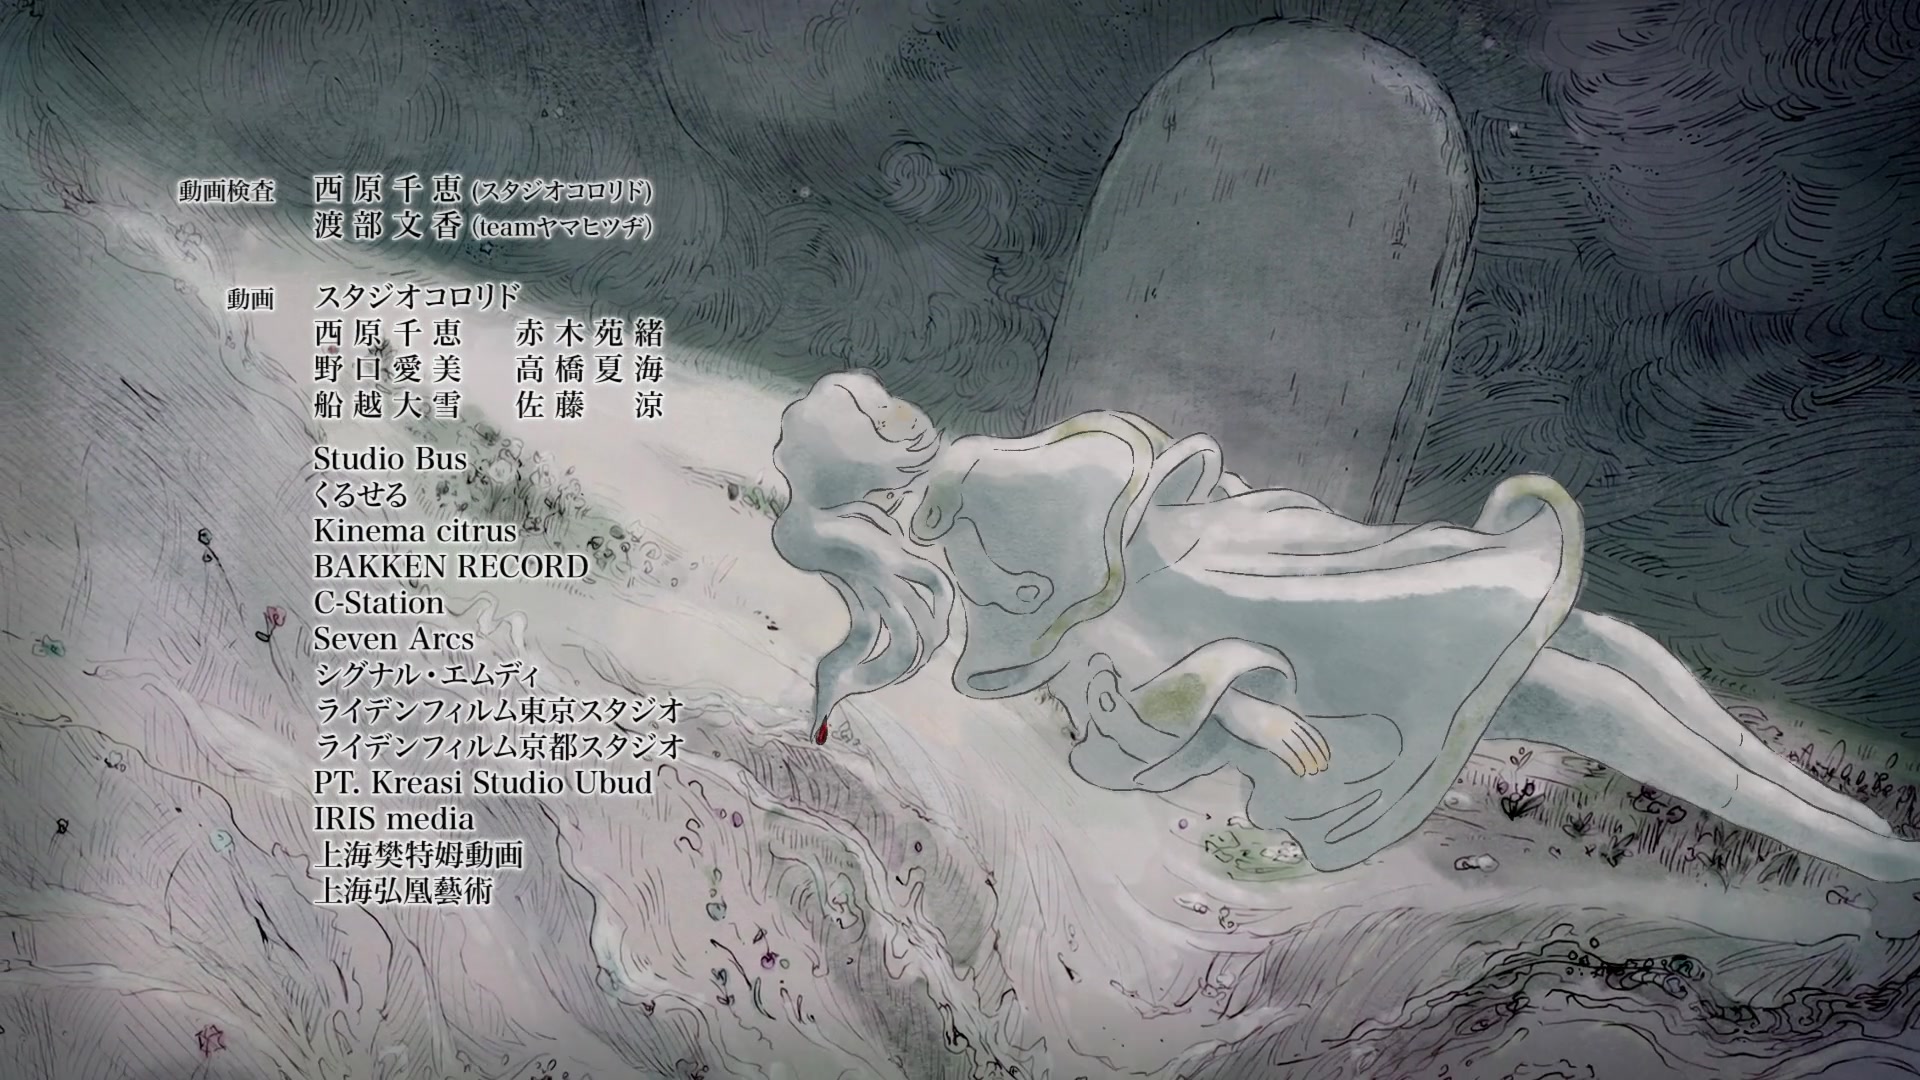 動画検査 西原千恵 (スタジオコロリド)
渡部文香 (teamヤマヒツヂ)
動画 スタジオコロリド
西原千恵 赤木苑緒
野口愛美 高橋夏海
船越大雪 佐藤 涼
Studio Bus
くるせる
Kinema citrus
BAKKEN RECORD
C-Station
Seven Arcs
シグナル・エムディ
ライデンフィルム東京スタジオ
ライデンフィルム京都スタジオ
PT. Kreasi Studio Ubud
IRIS media
上海樊特姆動画
上海弘凰藝術